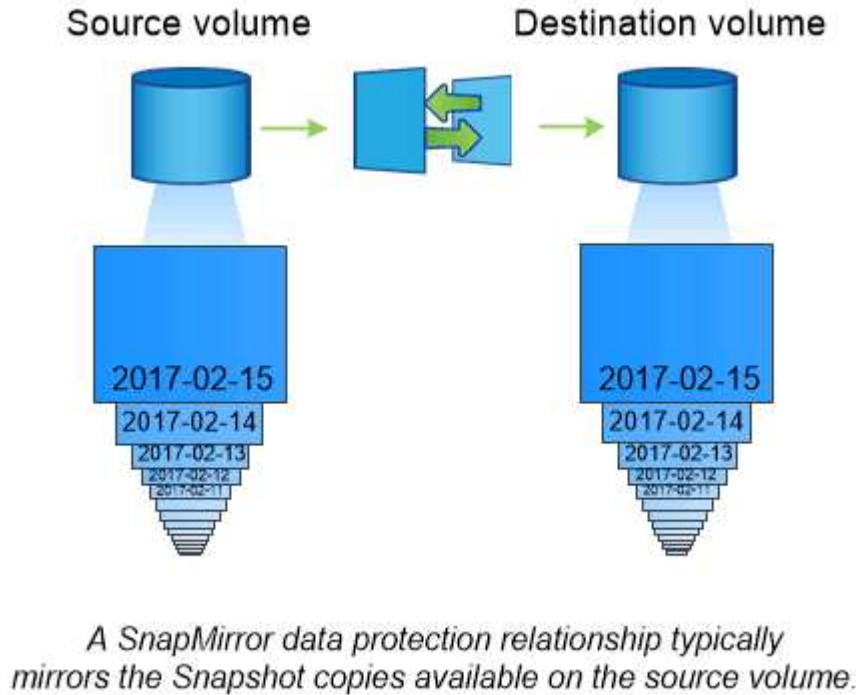 Source volume
Destination volume
2017-02-15
2017-02-15
2017-02-14
2017-02-14
2017-02-13
2017-02-13
2017-02-12
2017-02-12
2017-02-11
2017-02-11
A SnapMirror data protection relationship typically
mirrors the Snapshot copies available on the source volume.